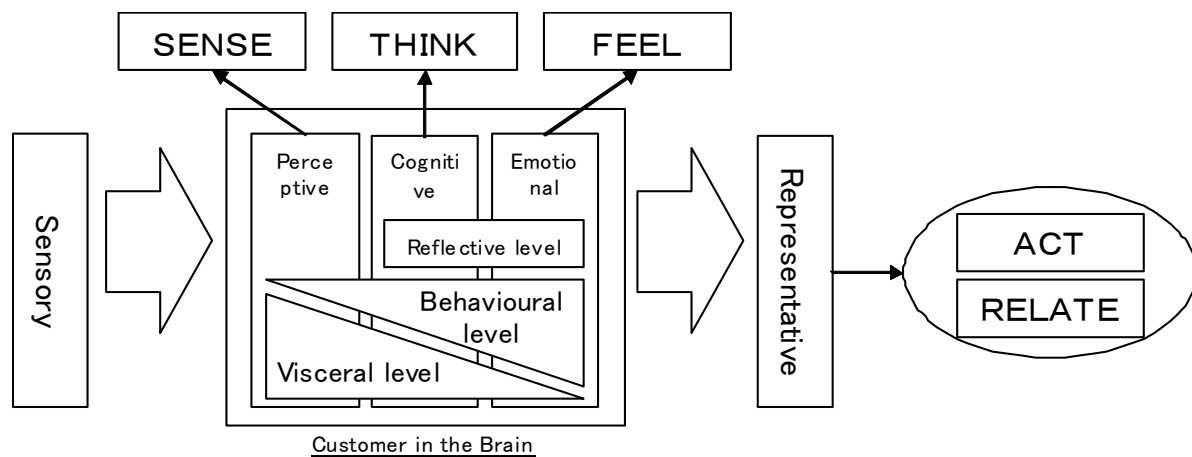 SENSE
THINK
FEEL
Sensory
Perce
ptive
Cogniti
ve
Emotio
nal
Reflective level
Behavioural
level
Visceral level
Customer in the Brain
Representative
ACT
RELATE